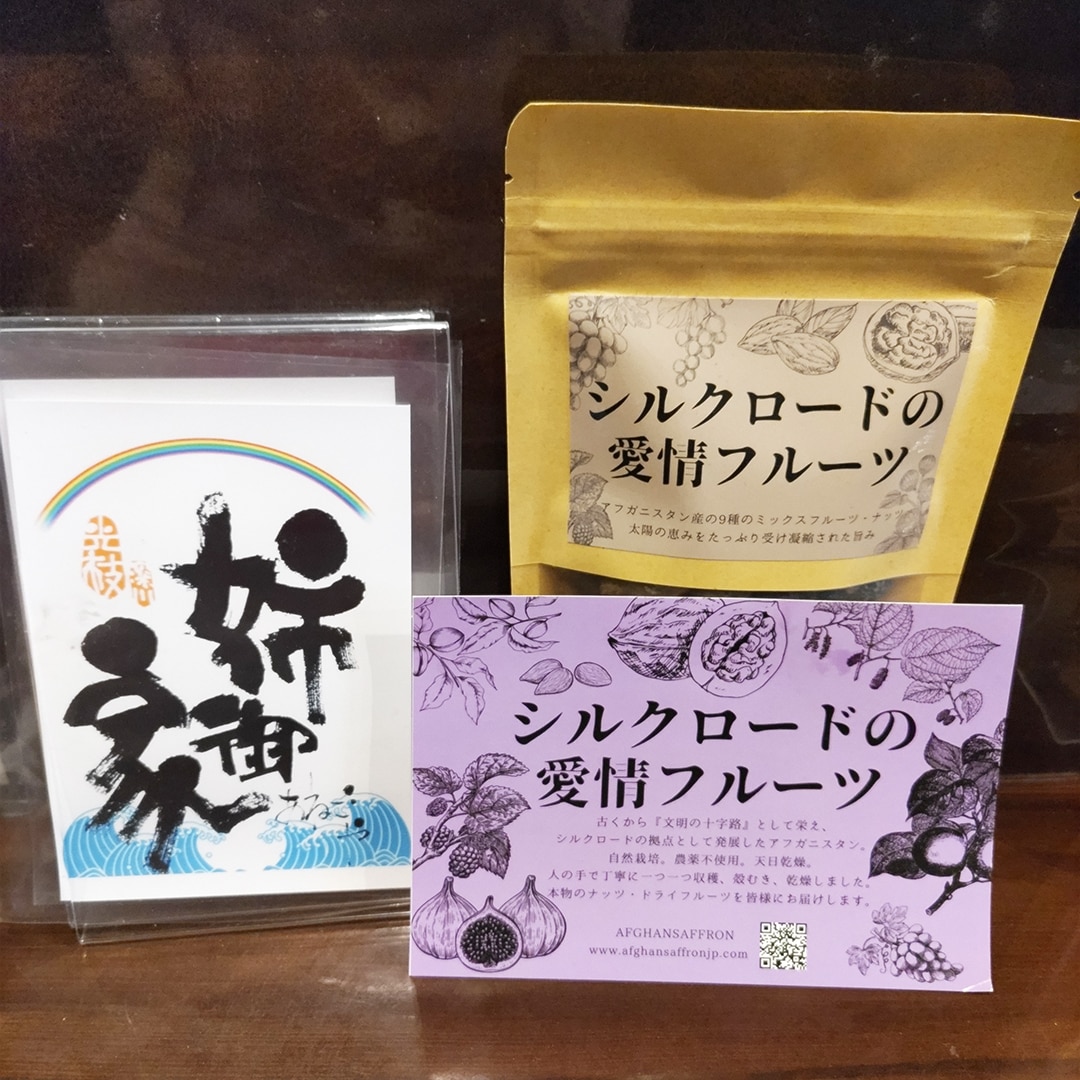 姉御
家
シルクロードの
愛情フルーツ
アフガニスタン産の9種のミックスフルーツ・ナッツ
太陽の恵みをたっぷり受け凝縮された旨み
シルクロードの
愛情フルーツ
古くから『文明の十字路』として栄え、
シルクロードの拠点として発展したアフガニスタン。
自然栽培。農薬不使用。天日乾燥。
人の手で丁寧に一つ一つ収穫、殻むき、乾燥しました。
本物のナッツ・ドライフルーツを皆様にお届けします。
AFGHANSAFFRON
www.afghansaffronjp.com